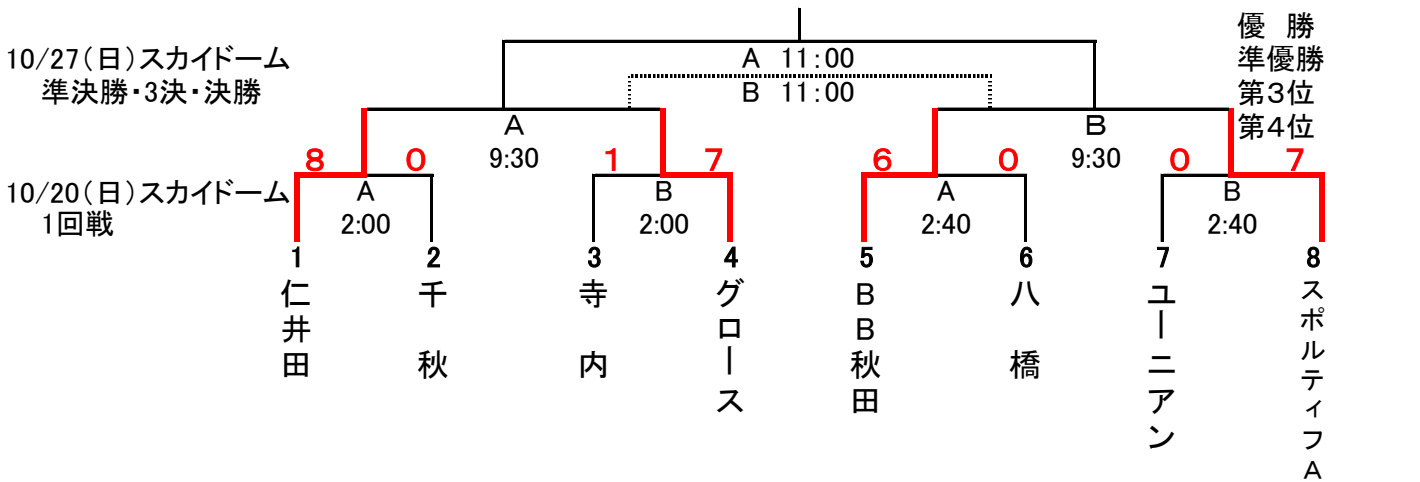 優　勝
10/27(日)スカイドーム
A 11:00
準優勝
準決勝・3決・決勝
B 11:00
第3位
A
B
第4位
8 0
9:30
1 7
6 0
9:30
0 7
10/20(日)スカイドーム
A
B
A
B
1回戦
2:00
2:00
2:40
2:40
1 2 3 4 5 6 7 8
仁井田
千秋
寺内
グロース
BB秋田
八橋
ユーニアン
スポルティフA